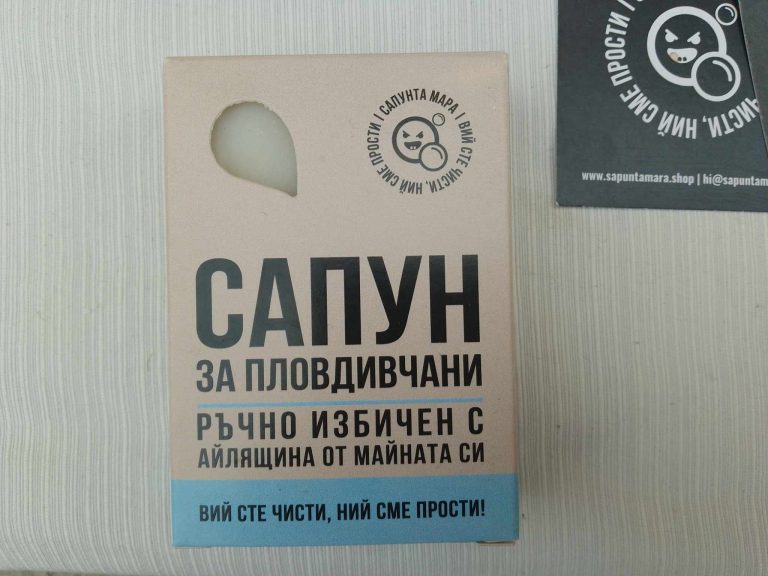 САПУНТА МАРА | ВИЙ СТЕ ЧИСТИ, НИЙ СМЕ ПРОСТИ |
САПУН
ЗА ПЛОВДИВЧАНИ
РЪЧНО ИЗБИЧЕН С
АЙЛЯЩИНА ОТ МАЙНАТА СИ
ВИЙ СТЕ ЧИСТИ, НИЙ СМЕ ПРОСТИ!
ЧИСТИ, НИЙ СМЕ ПРОСТИ |
www.sapuntamara.shop | hi@sapuntam